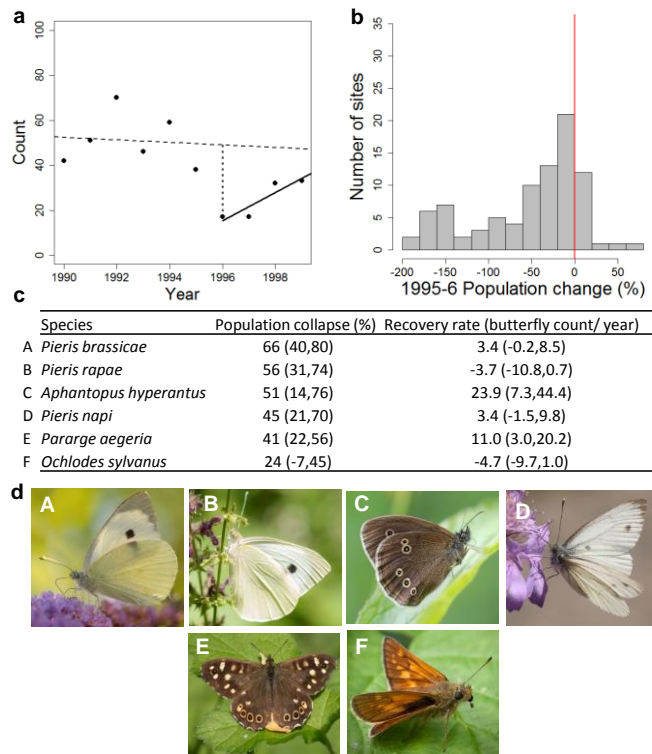 a
100
80
60
40
20
0
Count
1990 1992 1994 1996 1998
Year
b
35
30
25
20
15
10
5
0
Number of sites
-200 -150 -100 -50 0 50
1995-6 Population change (%)
c
Species Population collapse (%) Recovery rate (butterfly count/ year)
A Pieris brassicae 66 (40,80) 3.4 (-0.2,8.5)
B Pieris rapae 56 (31,74) -3.7 (-10.8,0.7)
C Aphantopus hyperantus 51 (14,76) 23.9 (7.3,44.4)
D Pieris napi 45 (21,70) 3.4 (-1.5,9.8)
E Pararge aegeria 41 (22,56) 11.0 (3.0,20.2)
F Ochlodes sylvanus 24 (-7,45) -4.7 (-9.7,1.0)
d
A
B
C
D
E
F